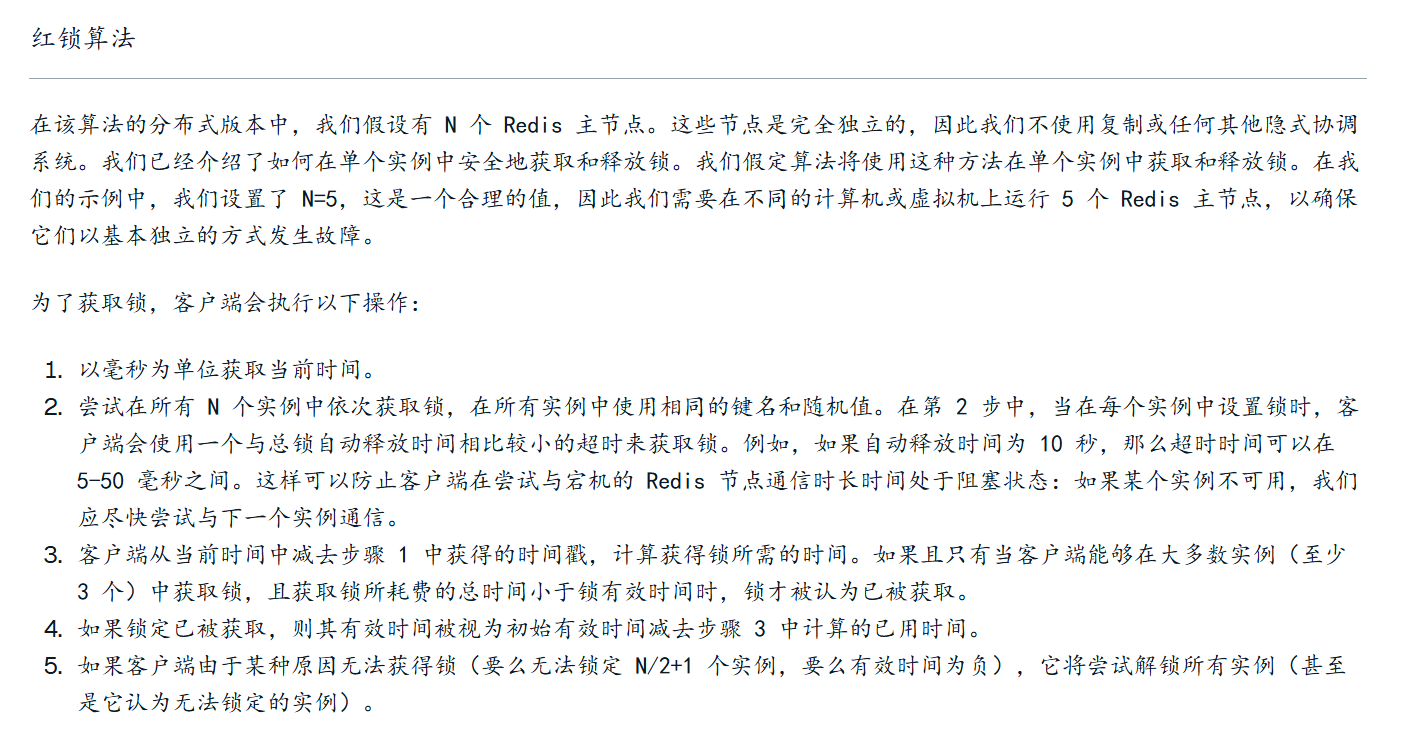 红锁算法
在该算法的分布式版本中，我们假设有 N 个 Redis 主节点。这些节点是完全独立的，因此我们不使用复制或任何其他隐式协调
系统。我们已经介绍了如何在单个实例中安全地获取和释放锁。我们假定算法将使用这种方法在单个实例中获取和释放锁。在我
们的示例中，我们设置了 N=5，这是一个合理的值，因此我们需要在不同的计算机或虚拟机上运行 5 个 Redis 主节点，以确保
它们以基本独立的方式发生故障。
为了获取锁，客户端会执行以下操作：
1. 以毫秒为单位获取当前时间。
2. 尝试在所有 N 个实例中依次获取锁，在所有实例中使用相同的键名和随机值。在第 2 步中，当在每个实例中设置锁时，客
户端会使用一个与总锁自动释放时间相比较小的超时来获取锁。例如，如果自动释放时间为 10 秒，那么超时时间可以在
5-50 毫秒之间。这样可以防止客户端在尝试与宕机的 Redis 节点通信时长时间处于阻塞状态：如果某个实例不可用，我们
应尽快尝试与下一个实例通信。
3. 客户端从当前时间中减去步骤 1 中获得的时间戳，计算获得锁所需的时间。如果且只有当客户端能够在大多数实例（至少
3 个）中获取锁，且获取锁所耗费的总时间小于锁有效时间时，锁才被认为已被获取。
4. 如果锁定已被获取，则其有效时间被视为初始有效时间减去步骤 3 中计算的已用时间。
5. 如果客户端由于某种原因无法获得锁（要么无法锁定 N/2+1 个实例，要么有效时间为负），它将尝试解锁所有实例（甚至
是它认为无法锁定的实例）。